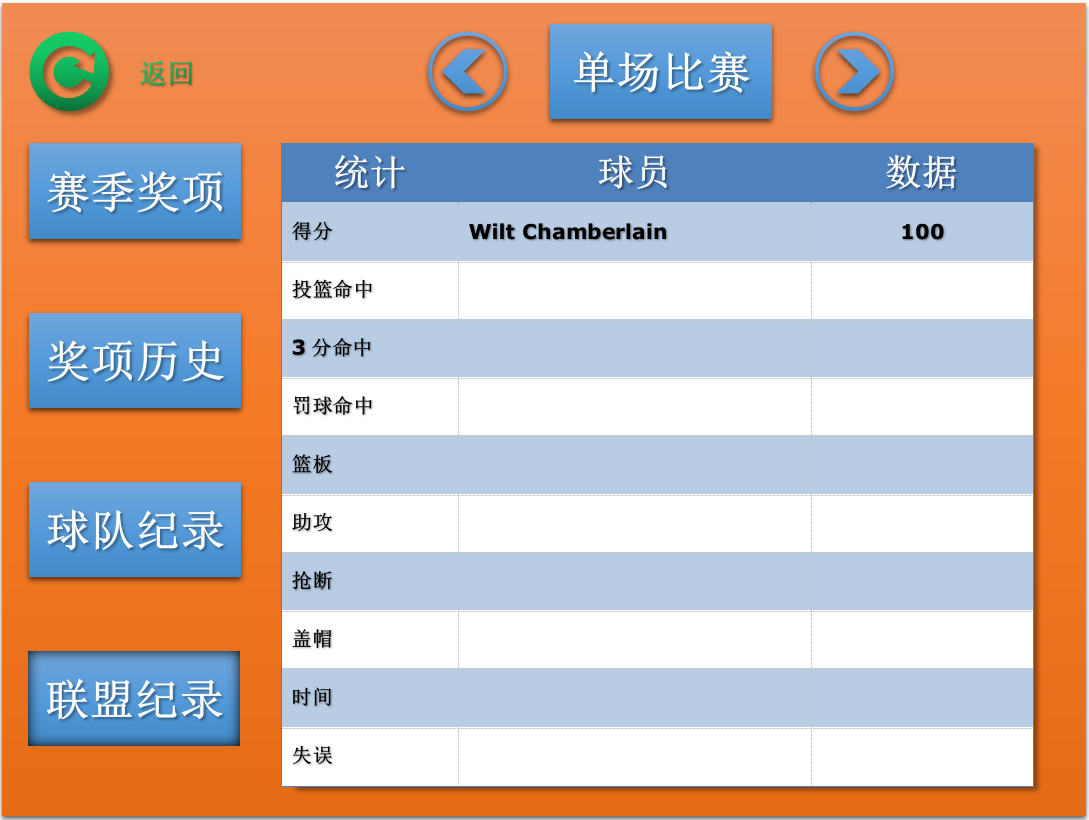 返回
单场比赛
赛季奖项
奖项历史
球队纪录
联盟纪录
统计 球员 数据
得分 Wilt Chamberlain 100
投篮命中
3 分命中
罚球命中
篮板
助攻
抢断
盖帽
时间
失误